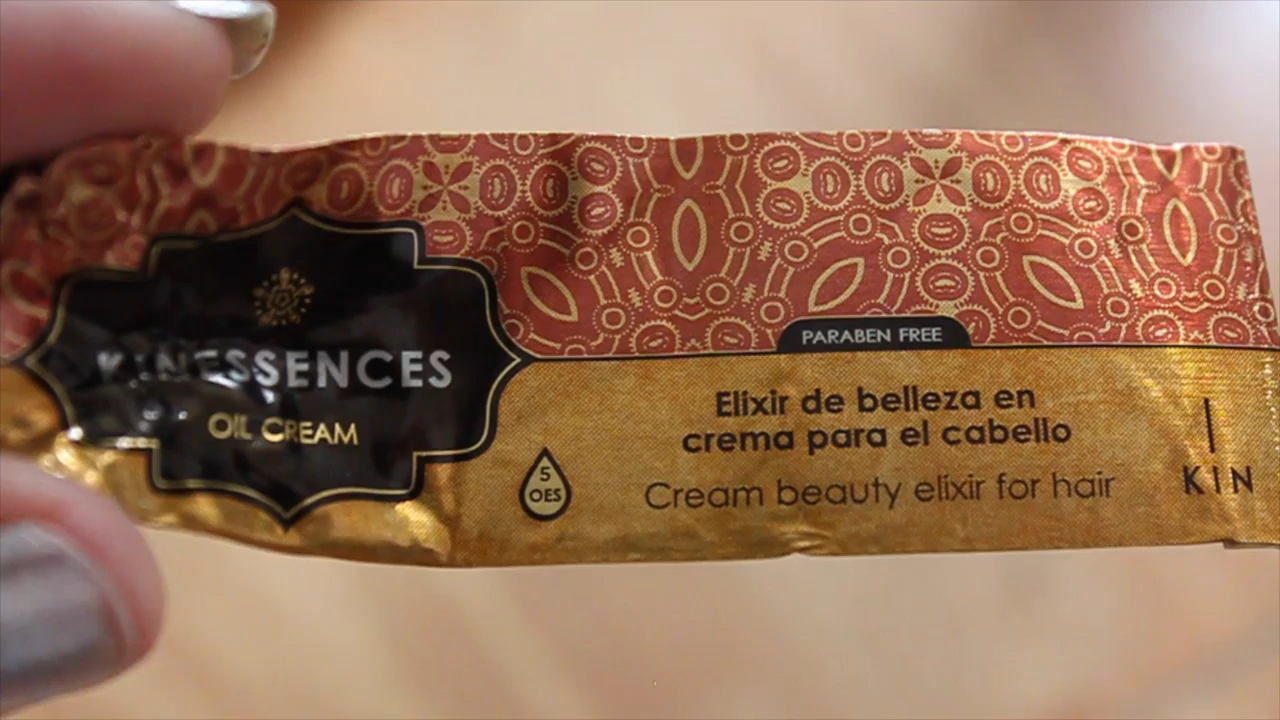 KINESSENCES
OIL CREAM
PARABEN FREE
Elixir de belleza en
crema para el cabello
Cream beauty elixir for hair
5
OES
KIN